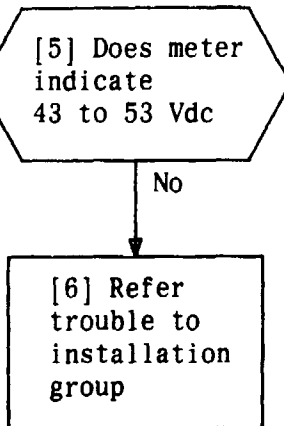 [5] Does meter
indicate
43 to 53 Vdc
No
[6] Refer
trouble to
installation
group